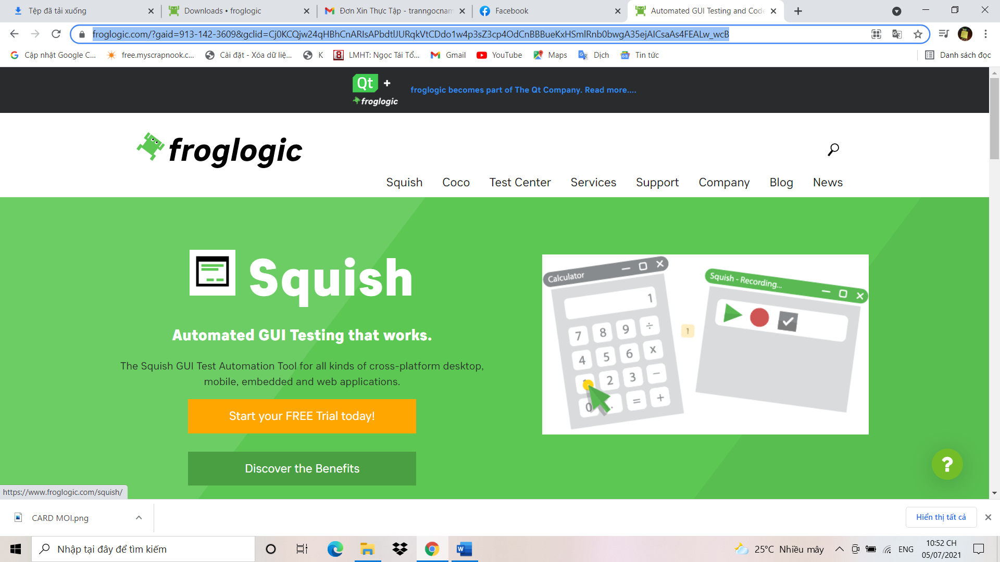 Tệp đã tải xuống
Downloads • froglogic
Đơn Xin Thực Tập - tranngocnam
Facebook
Automated GUI Testing and Code
froglogic.com/?gaid=913-142-3609&gclid=Cj0KCQjw24qHBhCnARIsAPbdtlJURqkVtCDdo1w4p3sZ3cp4OdCnBBBueKxHSmlRnb0bwgA35ejAICsaAs4FEALw_wcB
Cập nhật Google C...
free.myscrapnook.c...
Cài đặt - Xóa dữ liệ...
K
LMHT: Ngọc Tái Tổ...
Gmail
YouTube
Maps
Dịch
Tin tức
Danh sách đọc
Qt +
froglogic
froglogic becomes part of The Qt Company. Read more....
froglogic
Squish Coco Test Center Services Support Company Blog News
Squish
Automated GUI Testing that works.
The Squish GUI Test Automation Tool for all kinds of cross-platform desktop,
mobile, embedded and web applications.
Start your FREE Trial today!
Discover the Benefits
Calculator
1
7 8 9 ÷
4 5 6 x
2 3 −
0 . = +
1
Squish - Recording...
?
https://www.froglogic.com/squish/
CARD MOI.png
Hiển thị tất cả
Nhập tại đây để tìm kiếm
25°C Nhiều mây
ENG
10:52 CH
05/07/2021